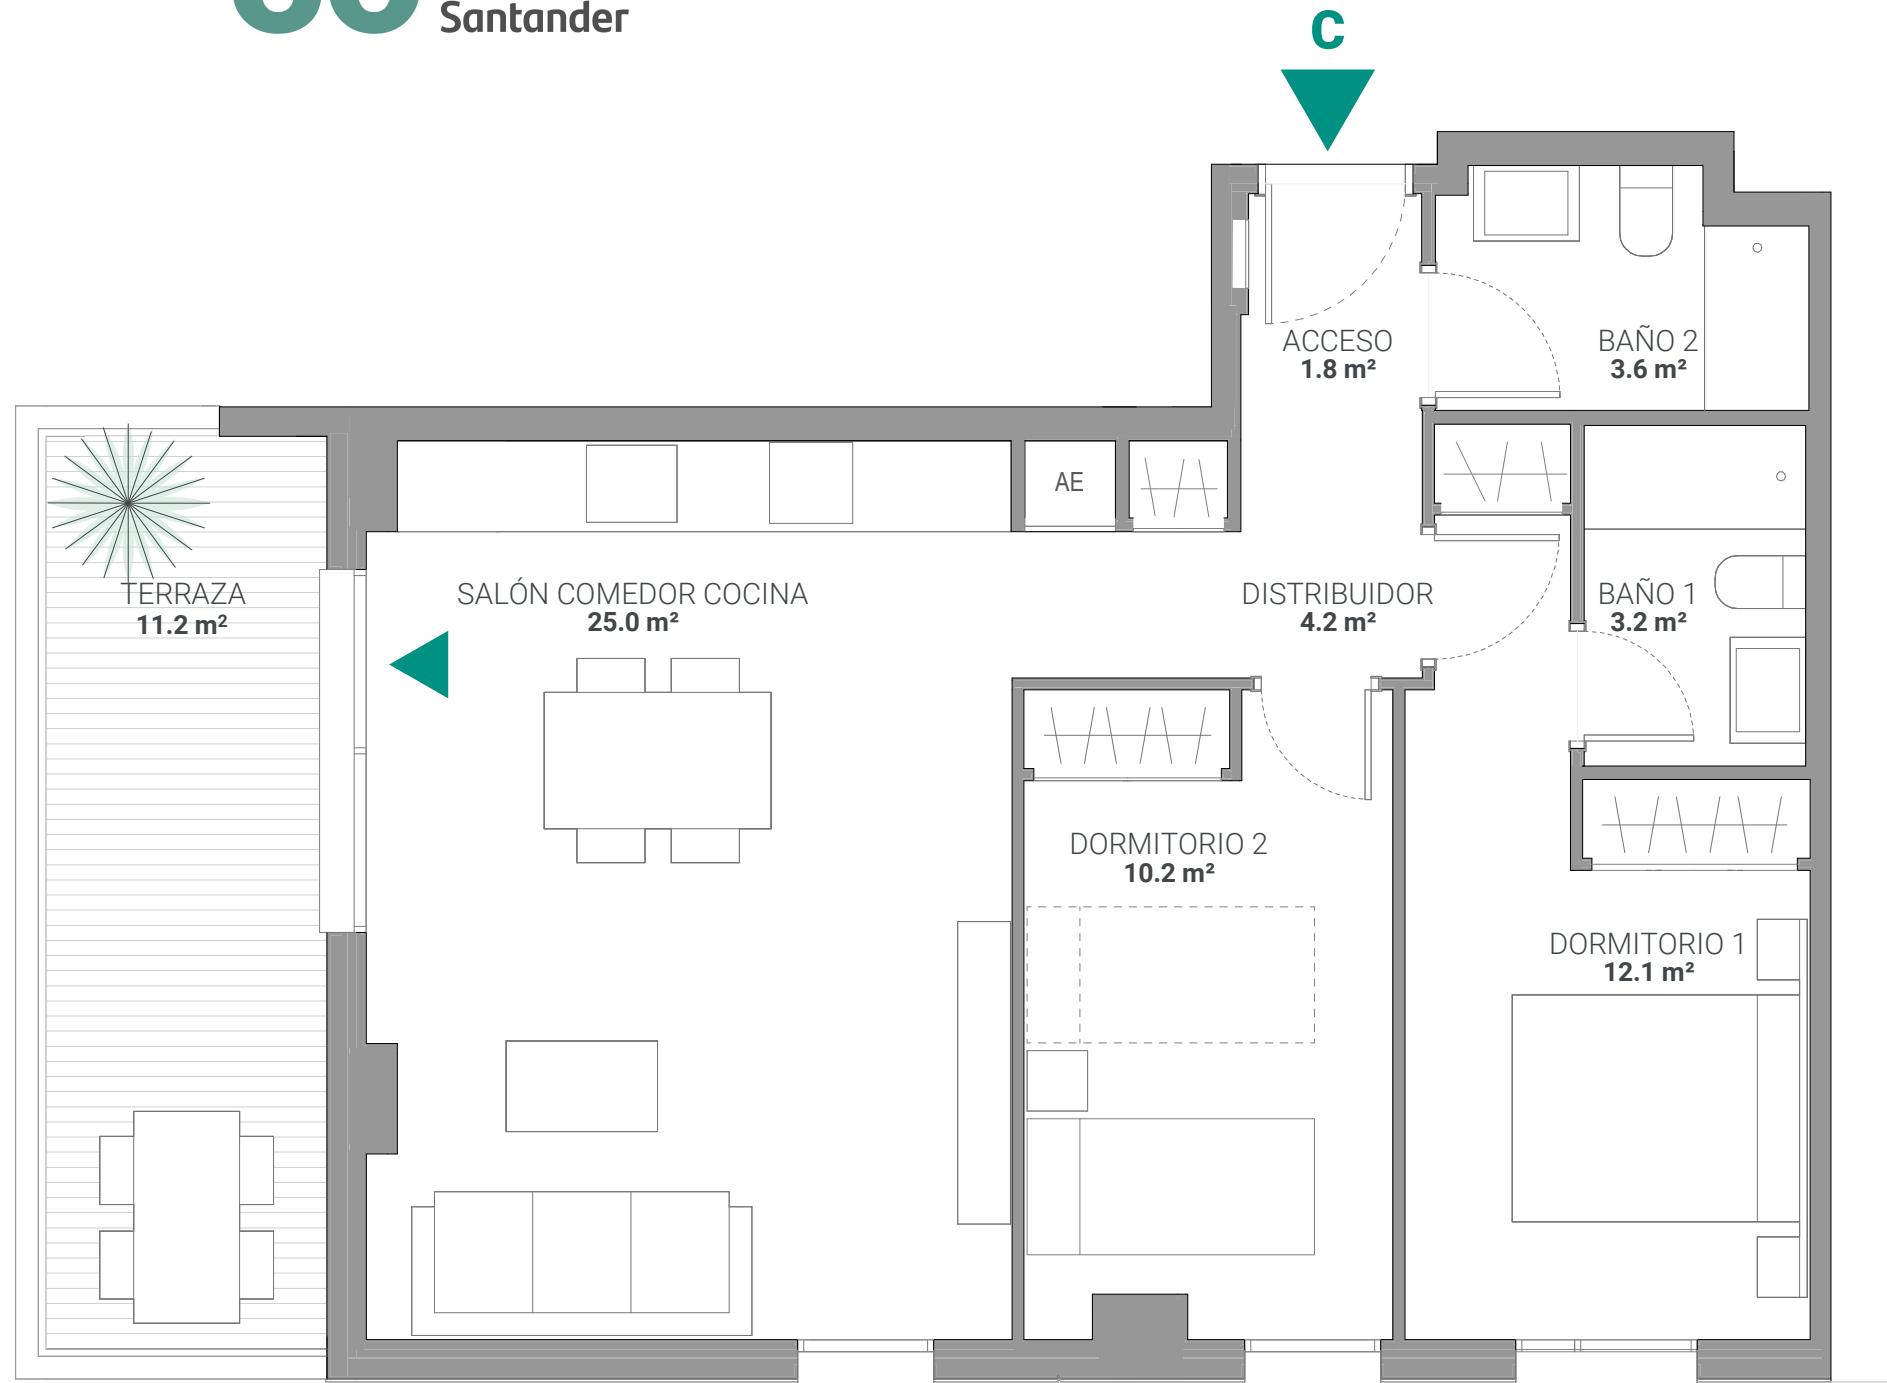 Santander
C
ACCESO
1.8 m²
BAÑO 2
3.6 m²
AE
TERRAZA
11.2 m²
SALÓN COMEDOR COCINA
25.0 m²
DISTRIBUIDOR
4.2 m²
BAÑO 1
3.2 m²
DORMITORIO 2
10.2 m²
DORMITORIO 1
12.1 m²